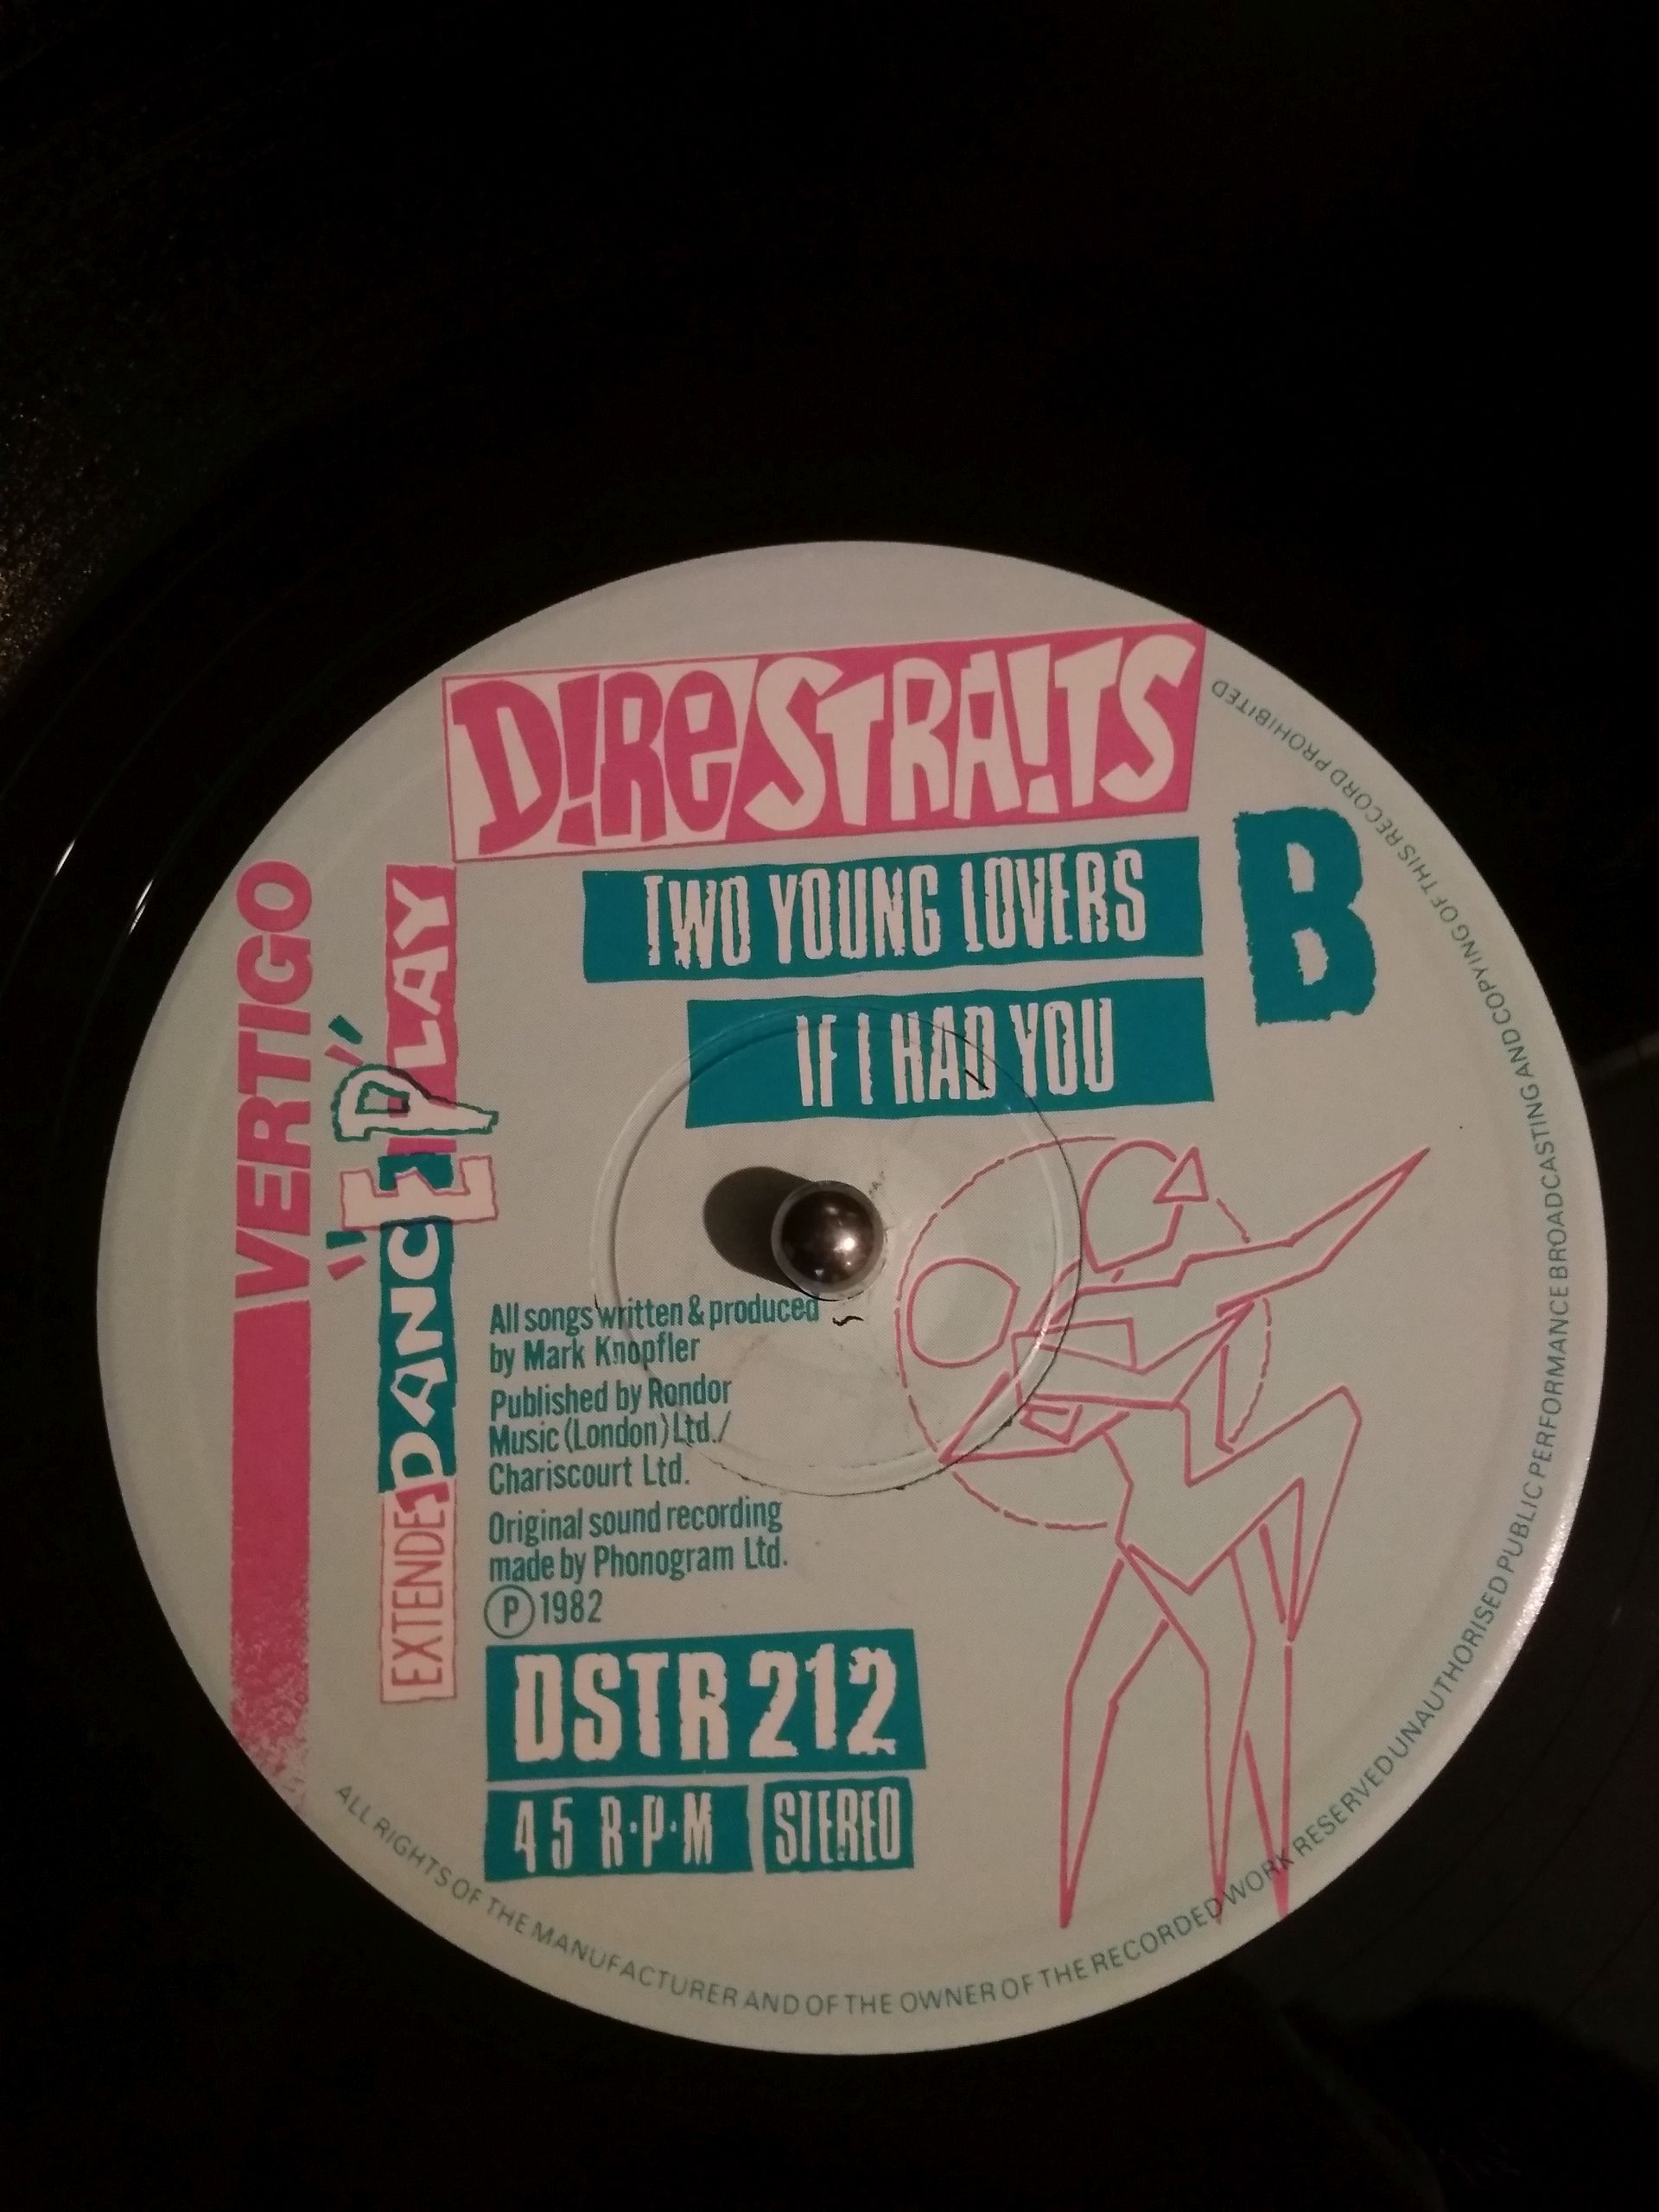 D!Re STRA!TS
TWO YOUNG LOVERS
IF I HAD YOU
B
VERTIGO
EXTENDED DANCE PLAY
All songs written & produced
by Mark Knopfler
Published by Rondor
Music (London) Ltd./
Chariscourt Ltd.
Original sound recording
made by Phonogram Ltd.
Ⓟ 1982
DSTR 212
45 R·P·M
STEREO
ALL RIGHTS OF THE MANUFACTURER AND OF THE OWNER OF THE RECORDED WORK RESERVED UNAUTHORISED PUBLIC PERFORMANCE BROADCASTING AND COPYING OF THIS RECORD PROHIBITED